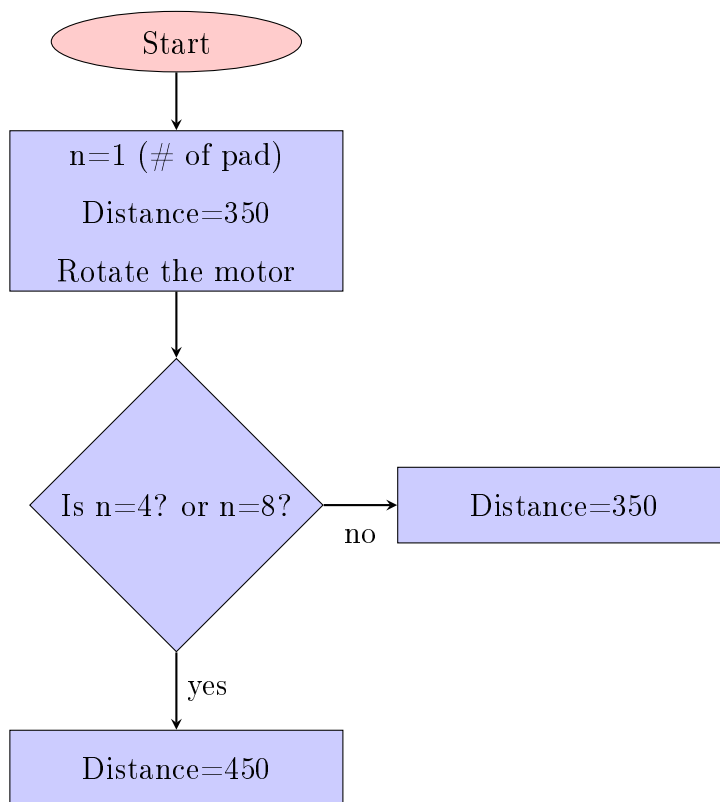 Start
n=1 (# of pad)
Distance=350
Rotate the motor
Is n=4? or n=8?
no
Distance=350
yes
Distance=450